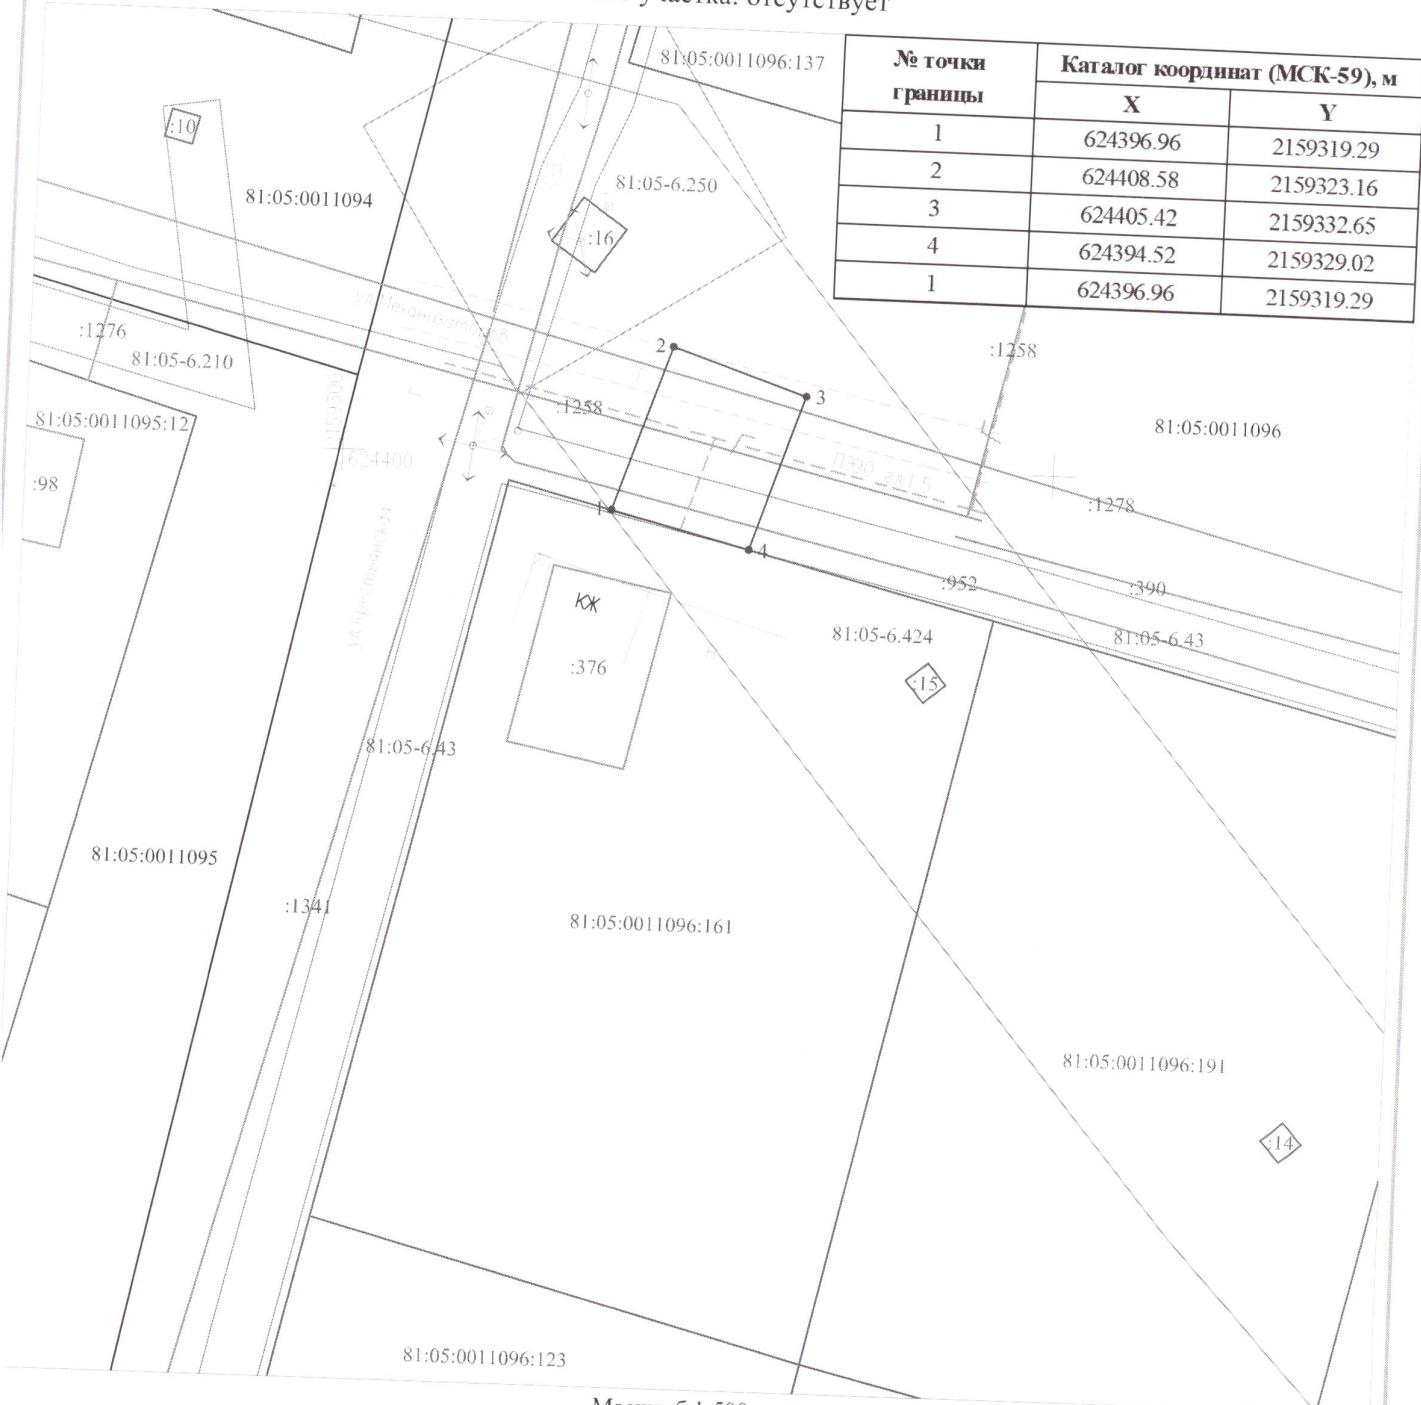 участка: отсутствует
№ точки границы | Каталог координат (МСК-59), м
X | Y
1 | 624396.96 | 2159319.29
2 | 624408.58 | 2159323.16
3 | 624405.42 | 2159332.65
4 | 624394.52 | 2159329.02
1 | 624396.96 | 2159319.29
81:05:0011096:137
:10
81:05-6.250
81:05:0011094
:16
ул Механизаторов
:1276
81:05-6.210
2
:1258
3
:1258
2159300
81:05:0011095:12
81:05:0011096
624400
:98
:1278
1
4
ул Крестьянская
:952
:390
КЖ
81:05-6.424
81:05-6.43
:376
:15
81:05-6.43
81:05:0011095
:1341
81:05:0011096:161
81:05:0011096:191
:14
81:05:0011096:123